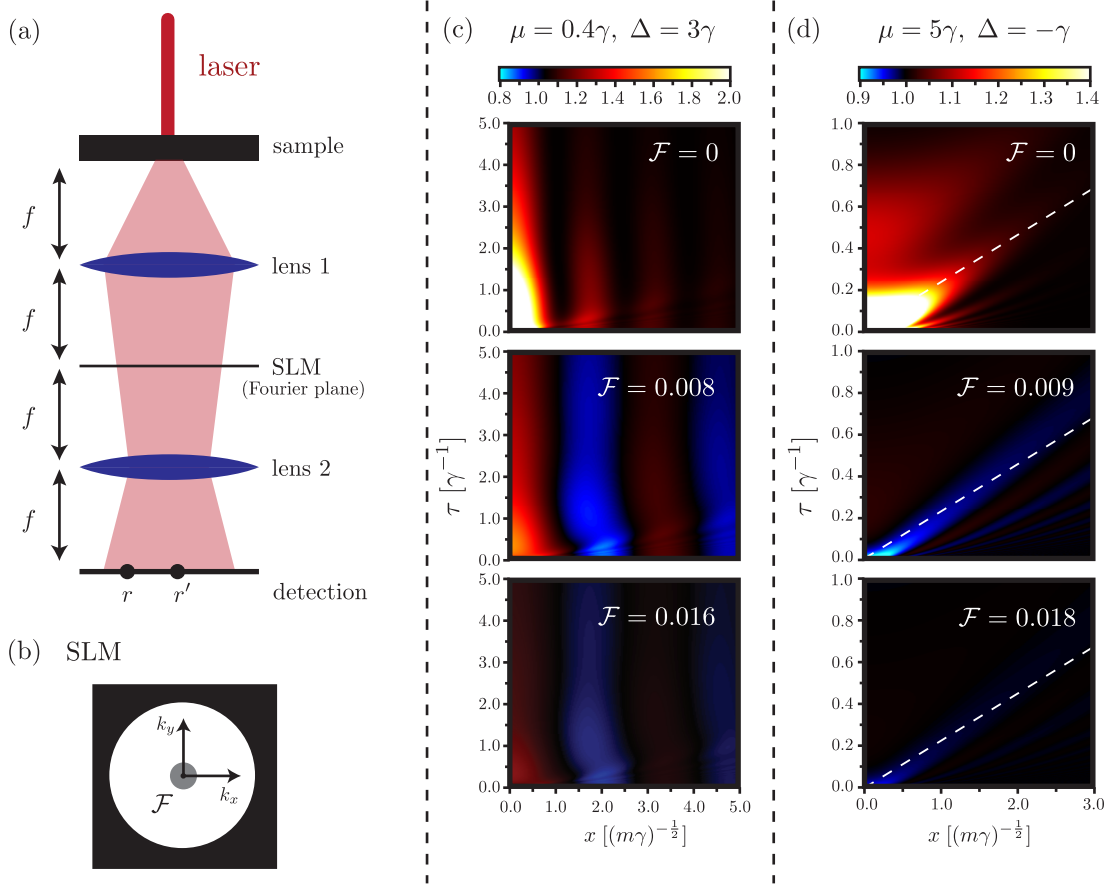 (a)
laser
sample
f
lens 1
f
SLM
(Fourier plane)
f
lens 2
f
r r′
detection
(b) SLM
k_y
k_x
ℱ
(c) μ = 0.4γ, Δ = 3γ
0.8 1.0 1.2 1.4 1.6 1.8 2.0
ℱ = 0
5.0
4.0
3.0
2.0
1.0
0.0
ℱ = 0.008
5.0
4.0
3.0
2.0
1.0
0.0
τ [γ⁻¹]
ℱ = 0.016
5.0
4.0
3.0
2.0
1.0
0.0
0.0 1.0 2.0 3.0 4.0 5.0
x [(mγ)^{-1/2}]
(d) μ = 5γ, Δ = −γ
0.9 1.0 1.1 1.2 1.3 1.4
ℱ = 0
1.0
0.8
0.6
0.4
0.2
0.0
ℱ = 0.009
1.0
0.8
0.6
0.4
0.2
0.0
τ [γ⁻¹]
ℱ = 0.018
1.0
0.8
0.6
0.4
0.2
0.0
0.0 1.0 2.0 3.0
x [(mγ)^{-1/2}]